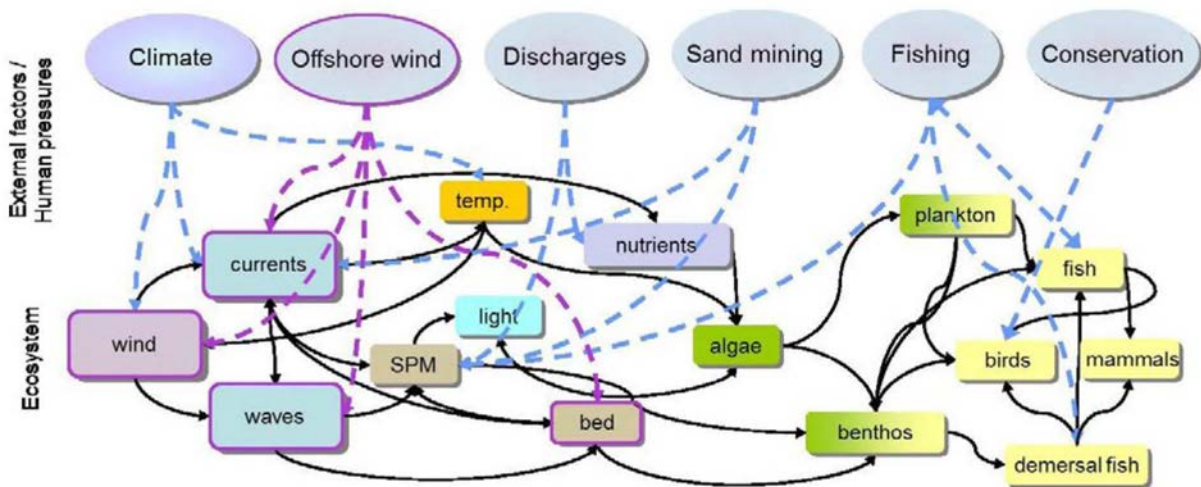 External factors /
Human pressures
Climate
Offshore wind
Discharges
Sand mining
Fishing
Conservation
Ecosystem
temp.
plankton
currents
nutrients
fish
wind
light
SPM
algae
birds
mammals
waves
bed
benthos
demersal fish